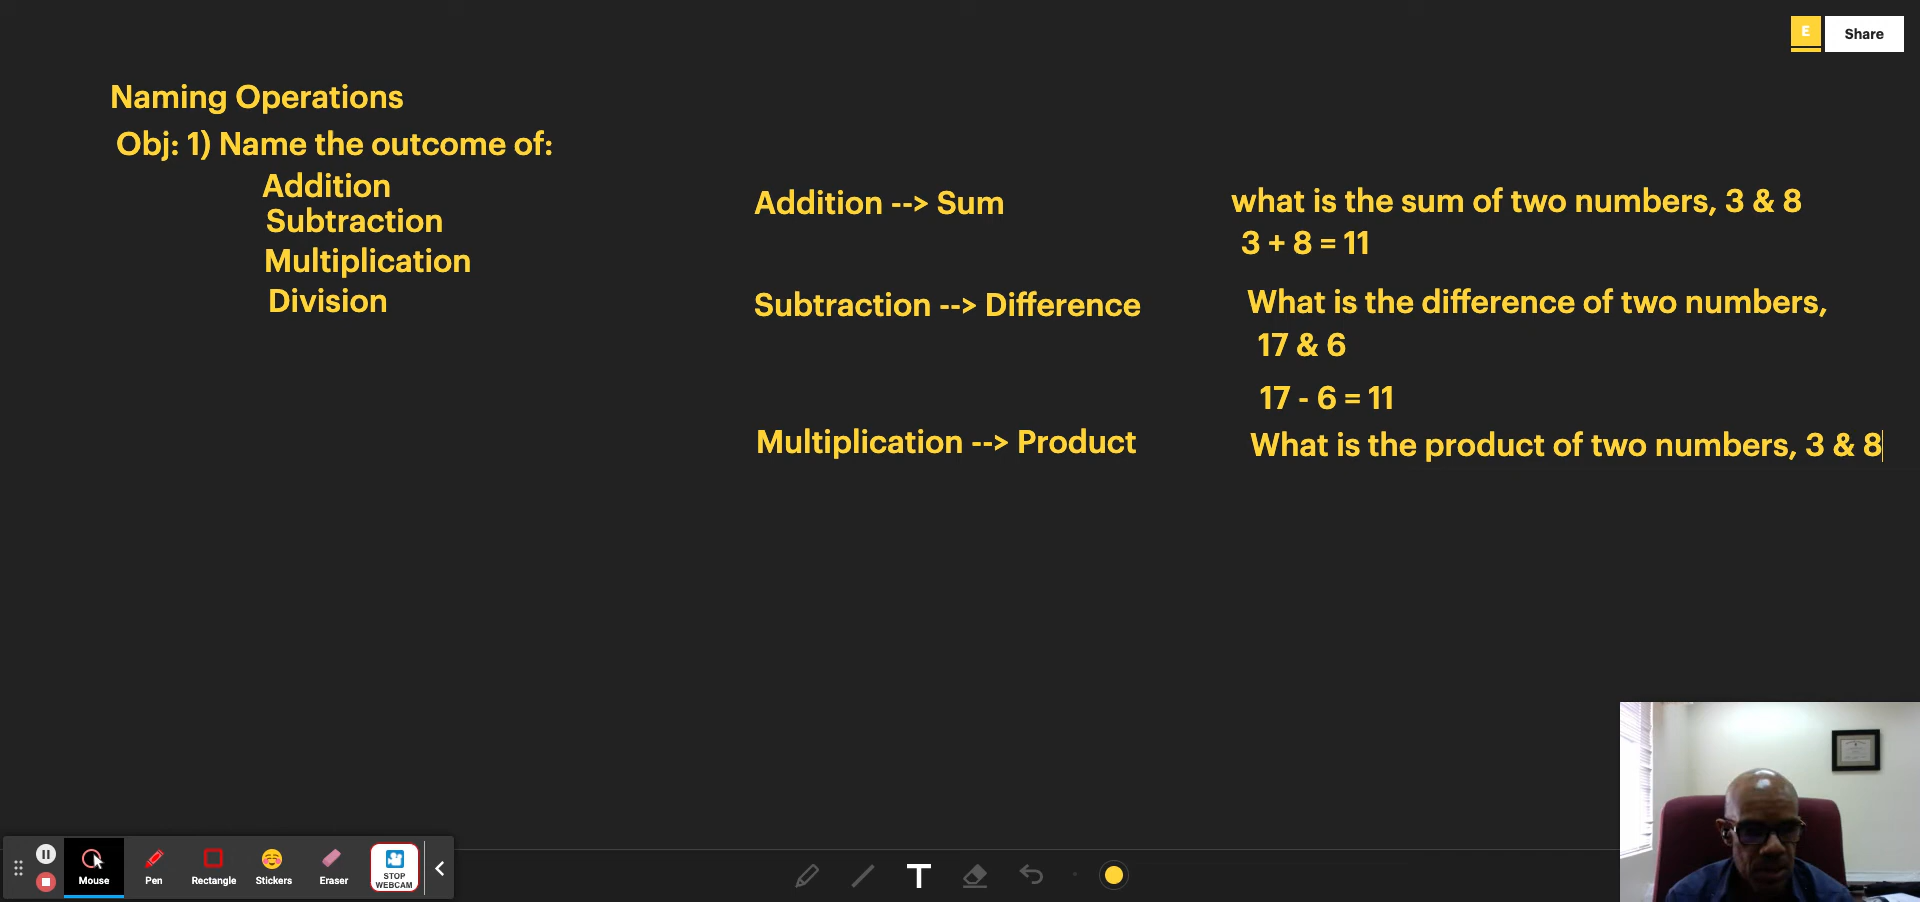 E
Share
Naming Operations
Obj: 1) Name the outcome of:
Addition
Subtraction
Multiplication
Division
Addition --> Sum
what is the sum of two numbers, 3 & 8
3 + 8 = 11
Subtraction --> Difference
What is the difference of two numbers,
17 & 6
17 - 6 = 11
Multiplication --> Product
What is the product of two numbers, 3 & 8
Mouse
Pen
Rectangle
Stickers
Eraser
STOP
WEBCAM
T